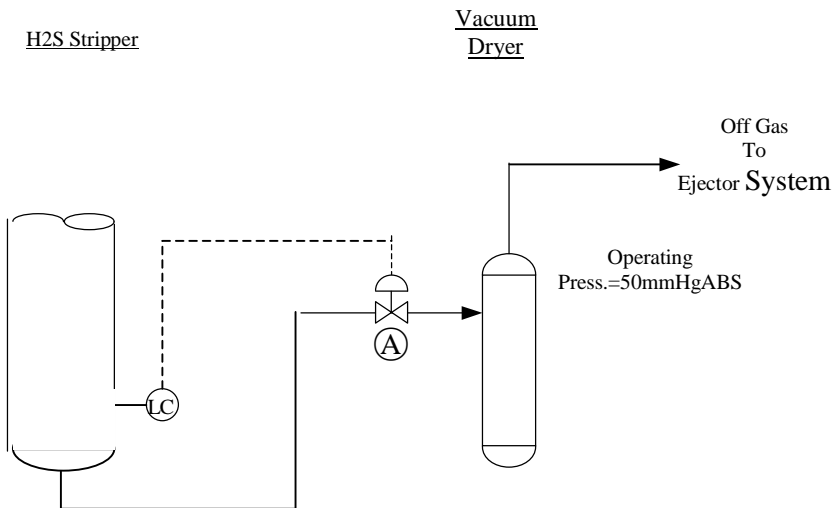 H2S Stripper
Vacuum
Dryer
Off Gas
To
Ejector System
Operating
Press.=50mmHgABS
A
LC